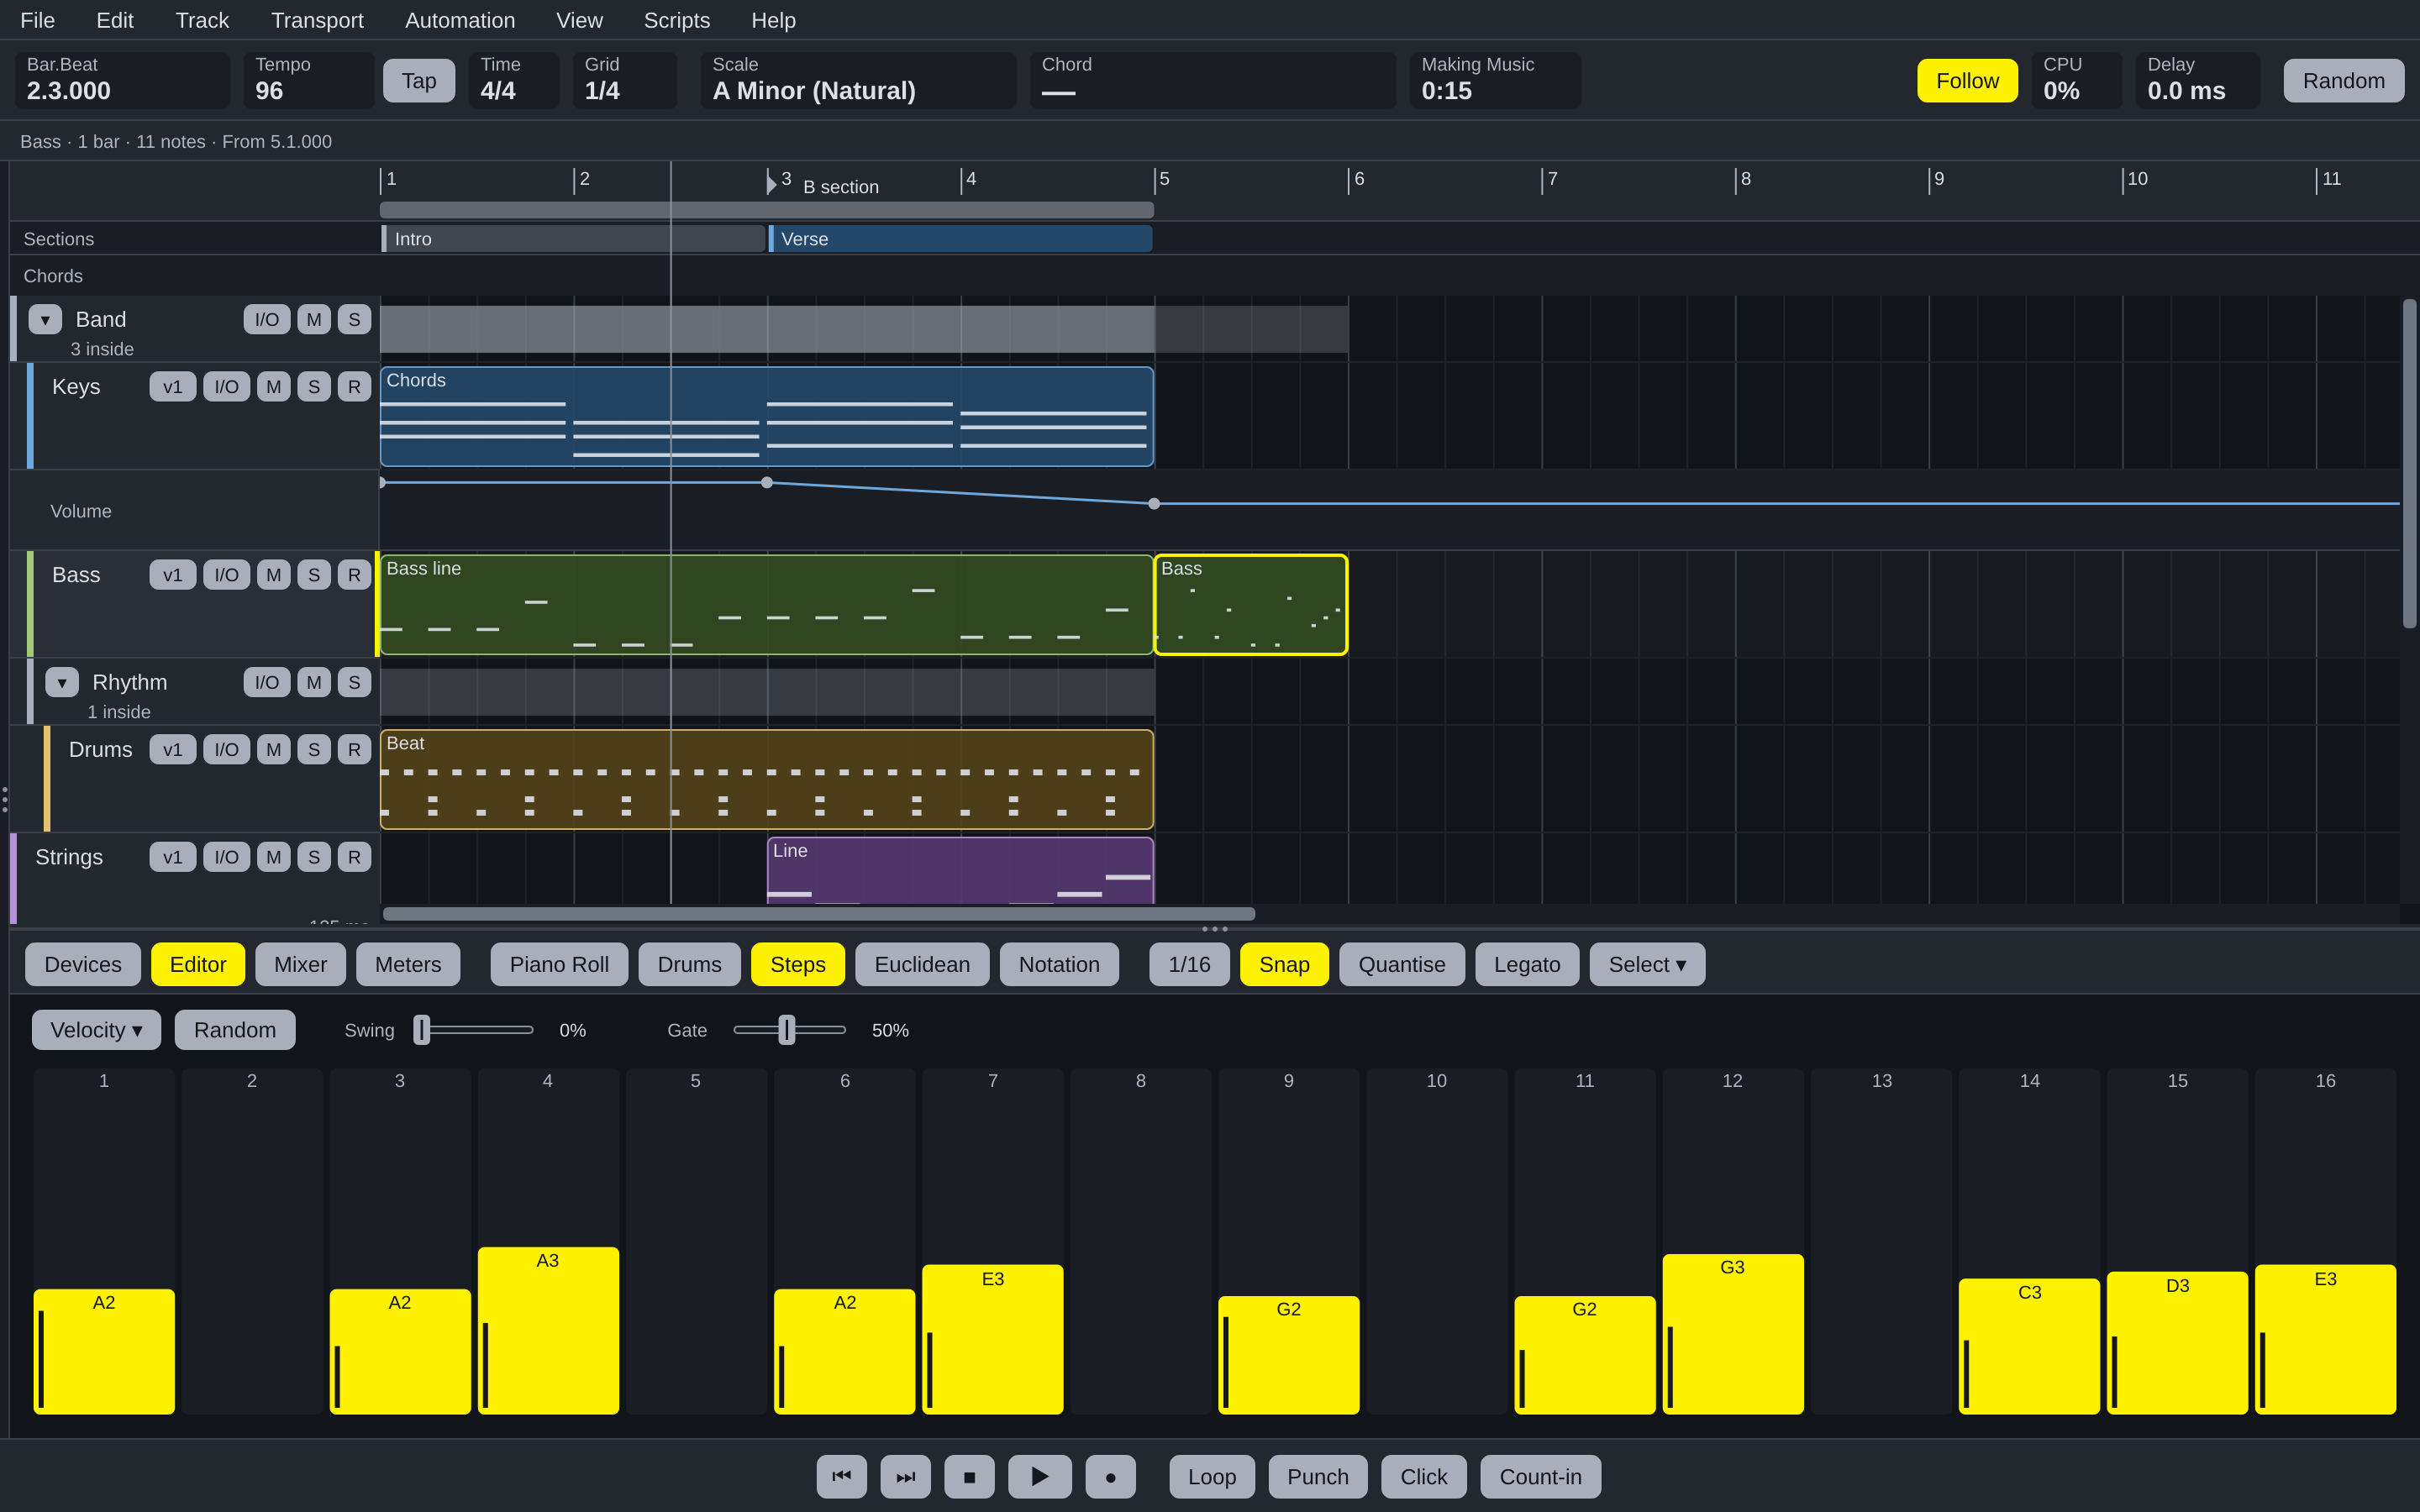 File Edit Track Transport Automation View Scripts Help
Bar.Beat Tempo Time Grid Scale Chord Making Music CPU Delay
2.3.000 96 Tap 4/4 1/4 A Minor (Natural) — 0:15 Follow 0% 0.0 ms Random
Bass · 1 bar · 11 notes · From 5.1.000
1 2 3 B section 4 5 6 7 8 9 10 11
Sections Intro Verse
Chords
Band I/O M S
3 inside
Keys v1 I/O M S R Chords
Volume
Bass v1 I/O M S R Bass line Bass
Rhythm I/O M S
1 inside
Drums v1 I/O M S R Beat
Strings v1 I/O M S R Line
Devices Editor Mixer Meters Piano Roll Drums Steps Euclidean Notation 1/16 Snap Quantise Legato Select ▾
Velocity ▾ Random Swing 0% Gate 50%
1 2 3 4 5 6 7 8 9 10 11 12 13 14 15 16
A2 A2 A3 A2 E3 G2 G2 G3 C3 D3 E3
Loop Punch Click Count-in